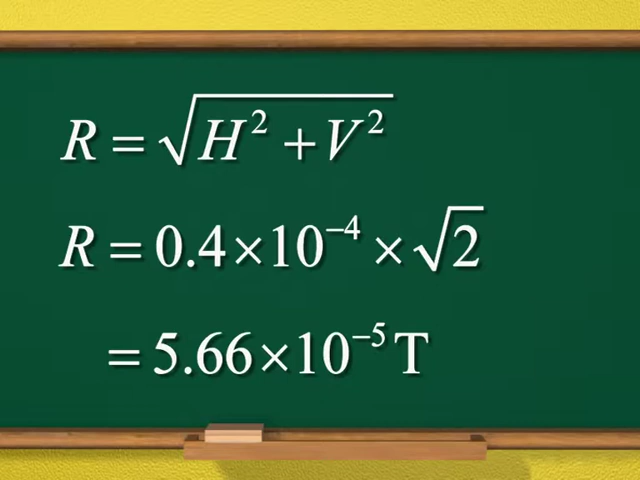 R = √(H² + V²)
R = 0.4×10⁻⁴ × √2
= 5.66×10⁻⁵ T